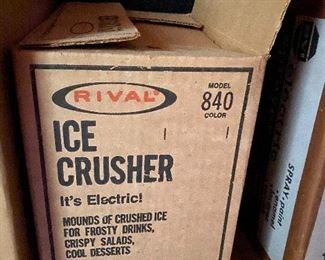 RIVAL®
MODEL
840
COLOR
ICE
CRUSHER
It's Electric!
MOUNDS OF CRUSHED ICE
FOR FROSTY DRINKS,
CRISPY SALADS,
COOL DESSERTS
SPRAY: paint